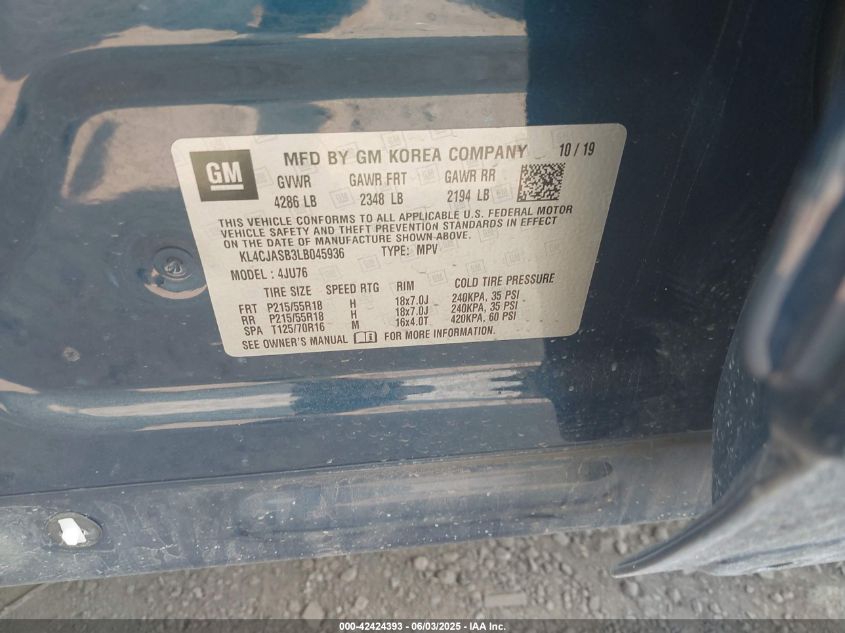 GM
MFD BY GM KOREA COMPANY 10 / 19
GVWR GAWR FRT GAWR RR
4286 LB 2348 LB 2194 LB
THIS VEHICLE CONFORMS TO ALL APPLICABLE U.S. FEDERAL MOTOR
VEHICLE SAFETY AND THEFT PREVENTION STANDARDS IN EFFECT
ON THE DATE OF MANUFACTURE SHOWN ABOVE.
KL4CJASB3LB045936 TYPE: MPV
MODEL: 4JU76
TIRE SIZE SPEED RTG RIM COLD TIRE PRESSURE
FRT P215/55R18 H 18x7.0J 240KPA, 35 PSI
RR P215/55R18 H 18x7.0J 240KPA, 35 PSI
SPA T125/70R16 M 16x4.0T 420KPA, 60 PSI
SEE OWNER'S MANUAL FOR MORE INFORMATION.
000-42424393 - 06/03/2025 - IAA Inc.